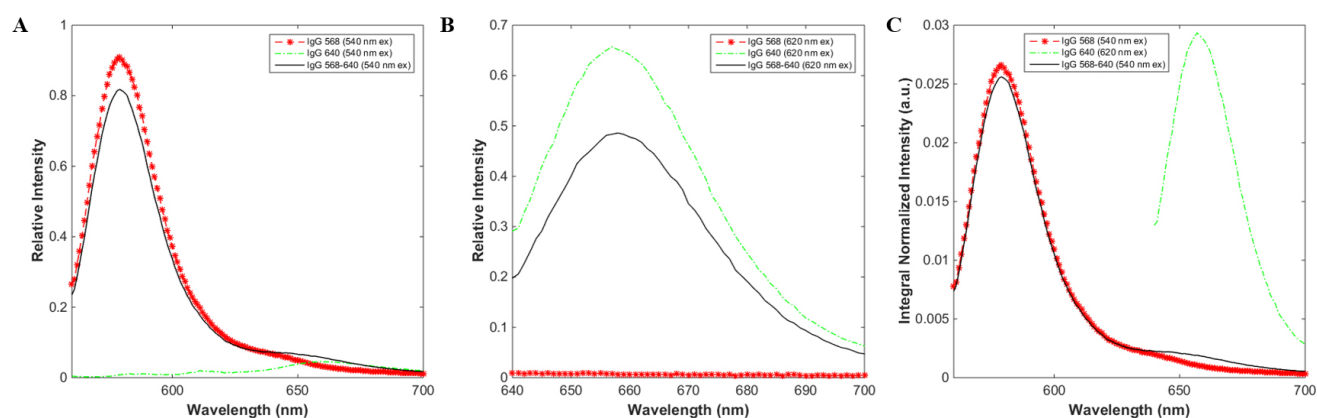 A
Relative Intensity
1
0.8
0.6
0.4
0.2
0
600
650
700
Wavelength (nm)
IgG 568 (540 nm ex)
IgG 640 (540 nm ex)
IgG 568-640 (540 nm ex)
B
Relative Intensity
0.7
0.6
0.5
0.4
0.3
0.2
0.1
0
640
650
660
670
680
690
700
Wavelength (nm)
IgG 568 (620 nm ex)
IgG 640 (620 nm ex)
IgG 568-640 (620 nm ex)
C
Integral Normalized Intensity (a.u.)
0.03
0.025
0.02
0.015
0.01
0.005
0
600
650
700
Wavelength (nm)
IgG 568 (540 nm ex)
IgG 640 (620 nm ex)
IgG 568-640 (540 nm ex)